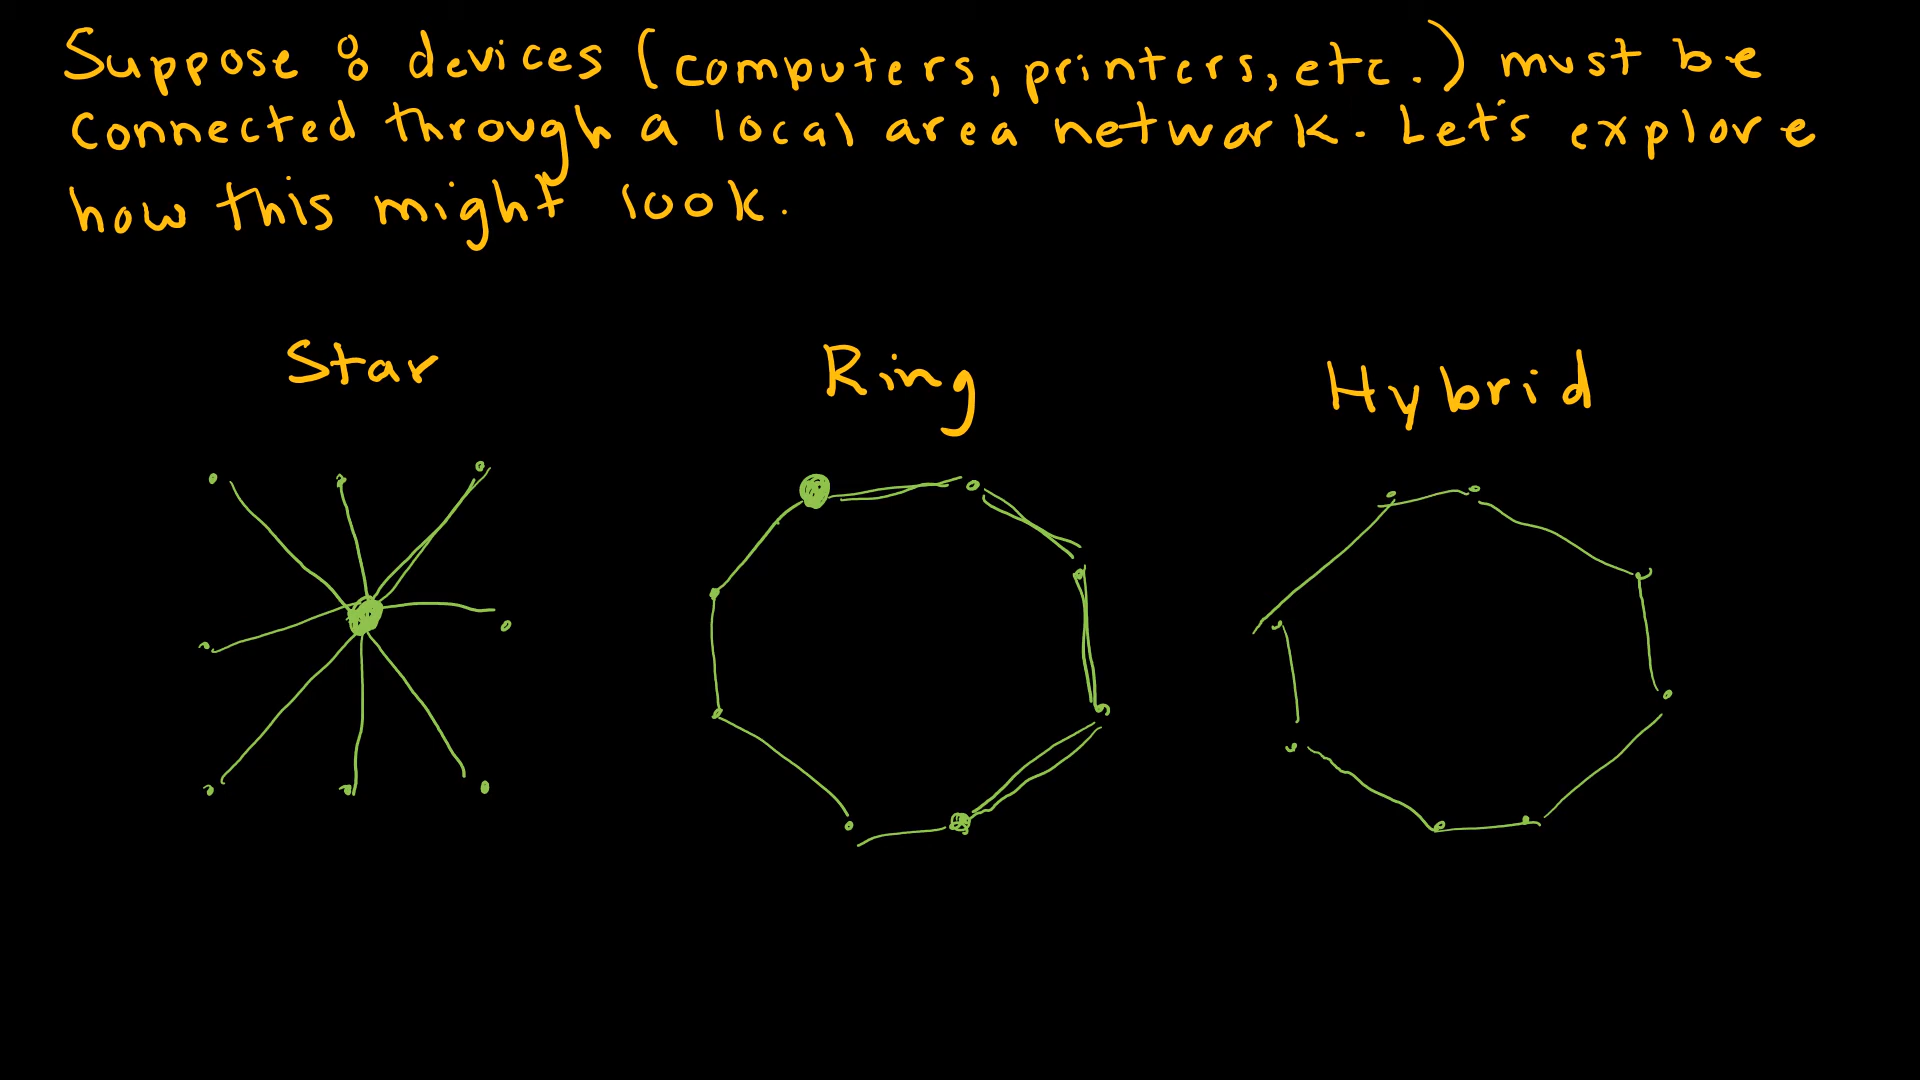 Suppose 8 devices (computers, printers, etc.) must be
connected through a local area network. Let's explore
how this might look.
Star Ring Hybrid